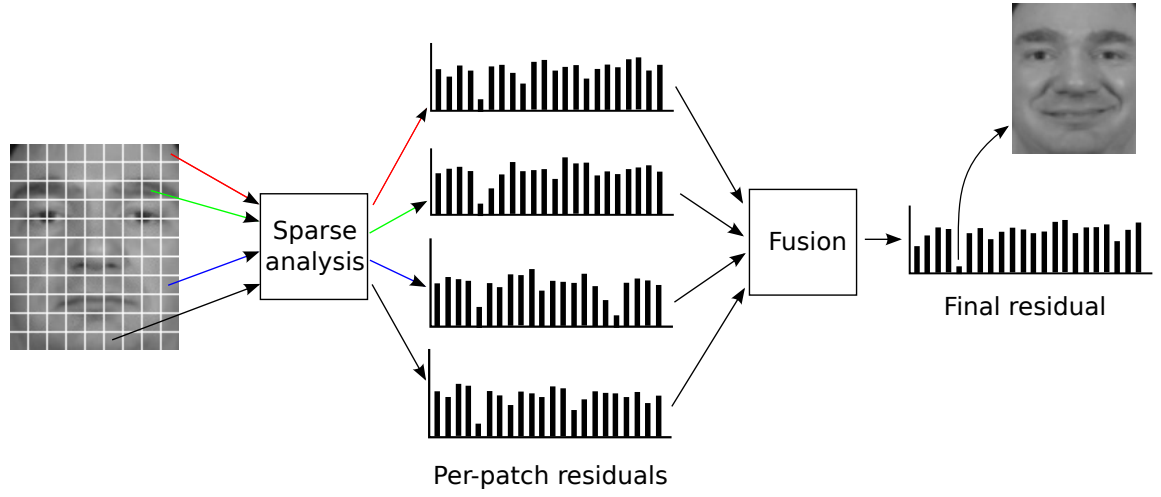 Sparse
analysis
Per-patch residuals
Fusion
Final residual